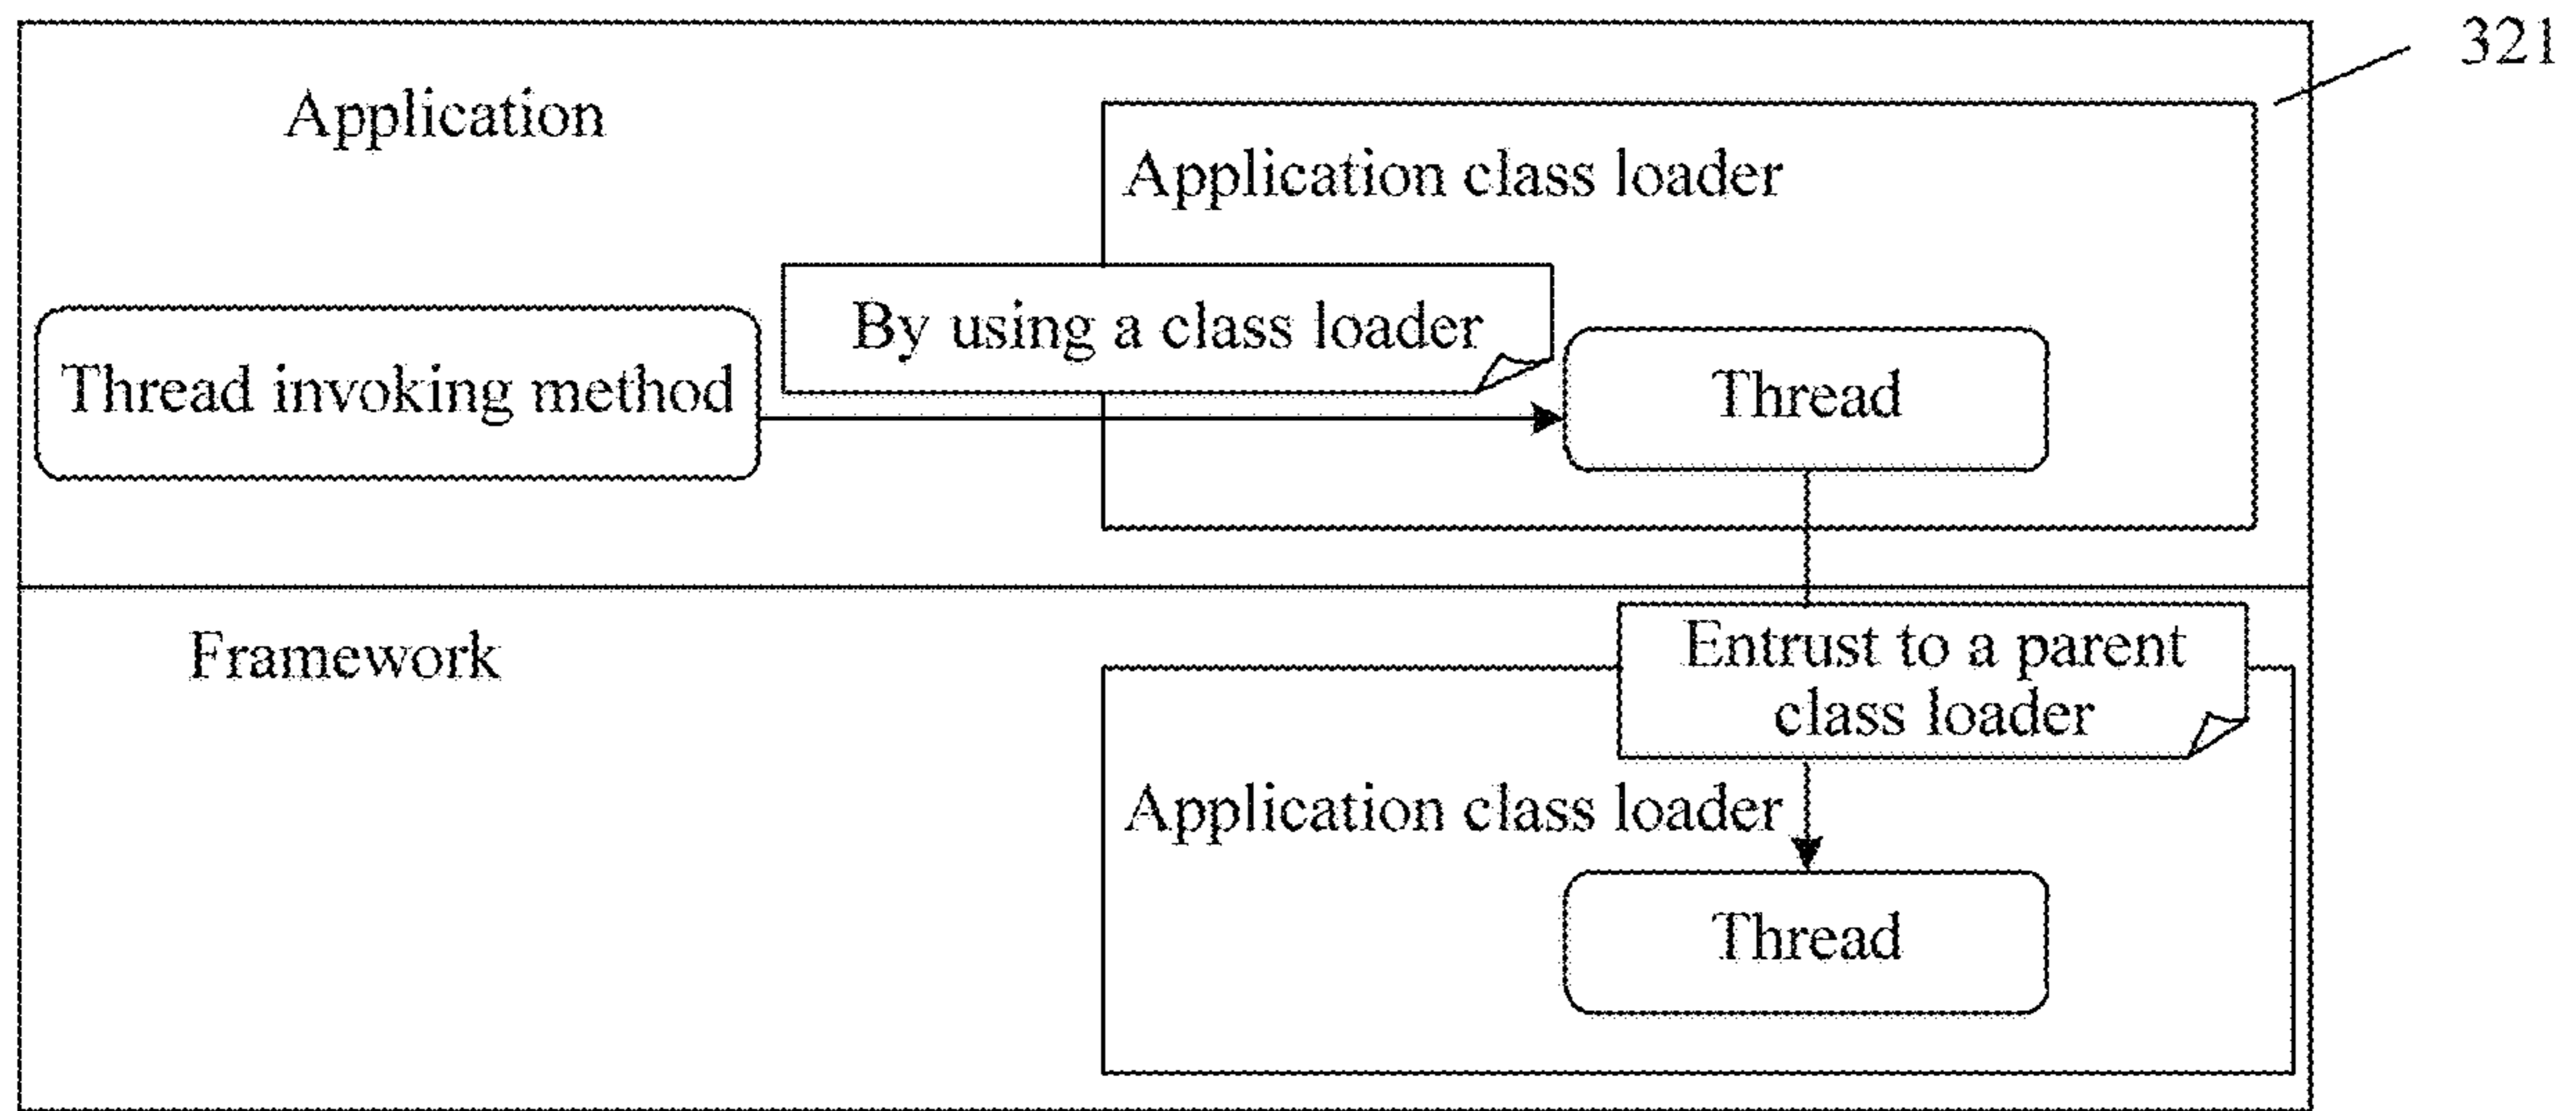 321
Application
Application class loader
By using a class loader
Thread invoking method
Thread
Framework
Entrust to a parent
class loader
Application class loader
Thread